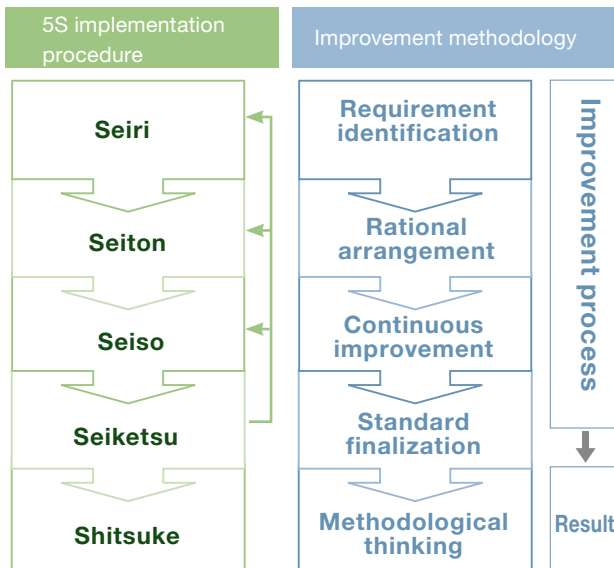 5S implementation
procedure
Improvement methodology
Seiri
Seiton
Seiso
Seiketsu
Shitsuke
Requirement
identification
Rational
arrangement
Continuous
improvement
Standard
finalization
Methodological
thinking
Improvement process
Result